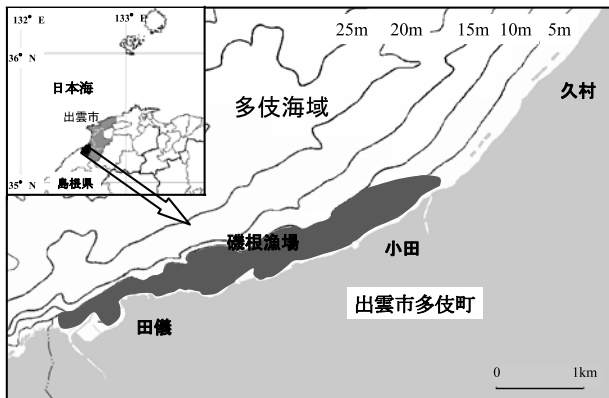 132° E
133° E
36° N
日本海
出雲市
島根県
35° N
25m 20m 15m 10m 5m
久村
多伎海域
磯根漁場
小田
出雲市多伎町
田儀
0 1km